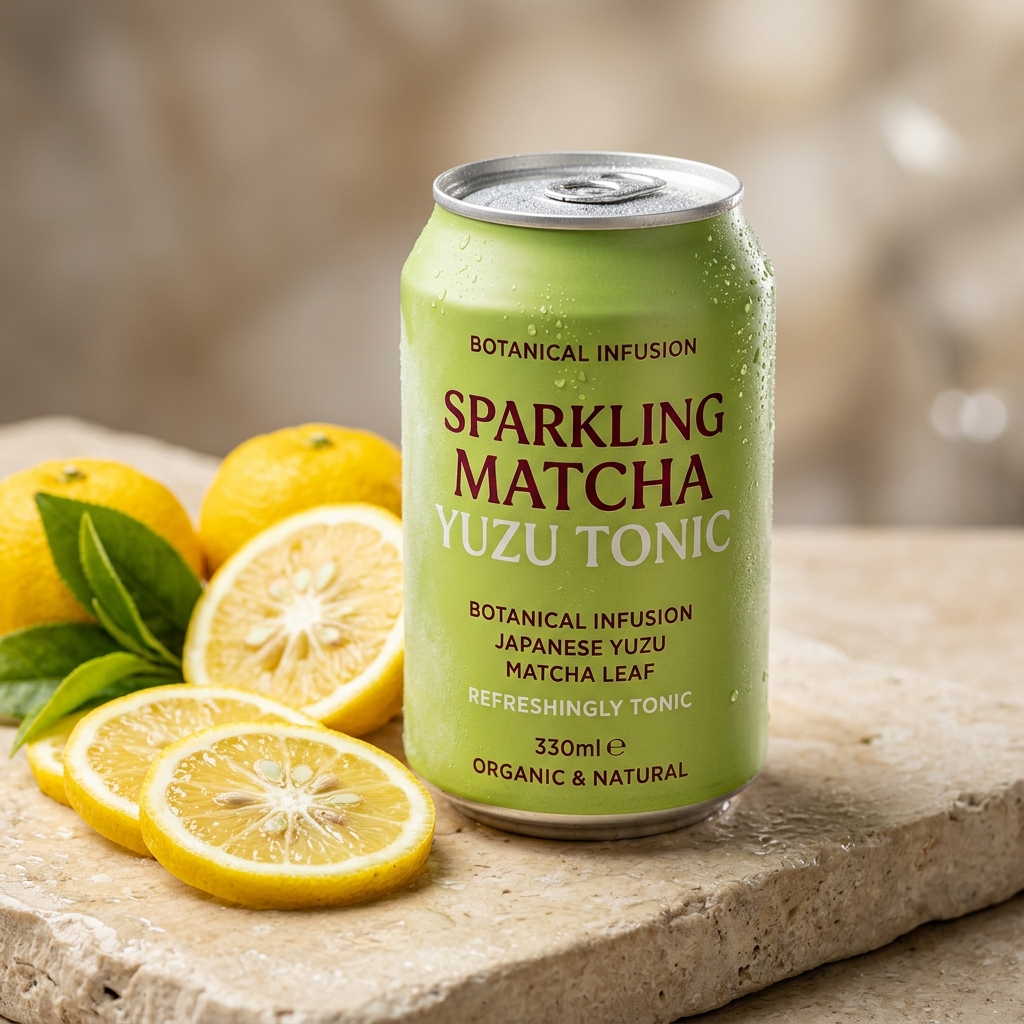 BOTANICAL INFUSION
SPARKLING
MATCHA
YUZU TONIC
BOTANICAL INFUSION
JAPANESE YUZU
MATCHA LEAF
REFRESHINGLY TONIC
330ml ℮
ORGANIC & NATURAL